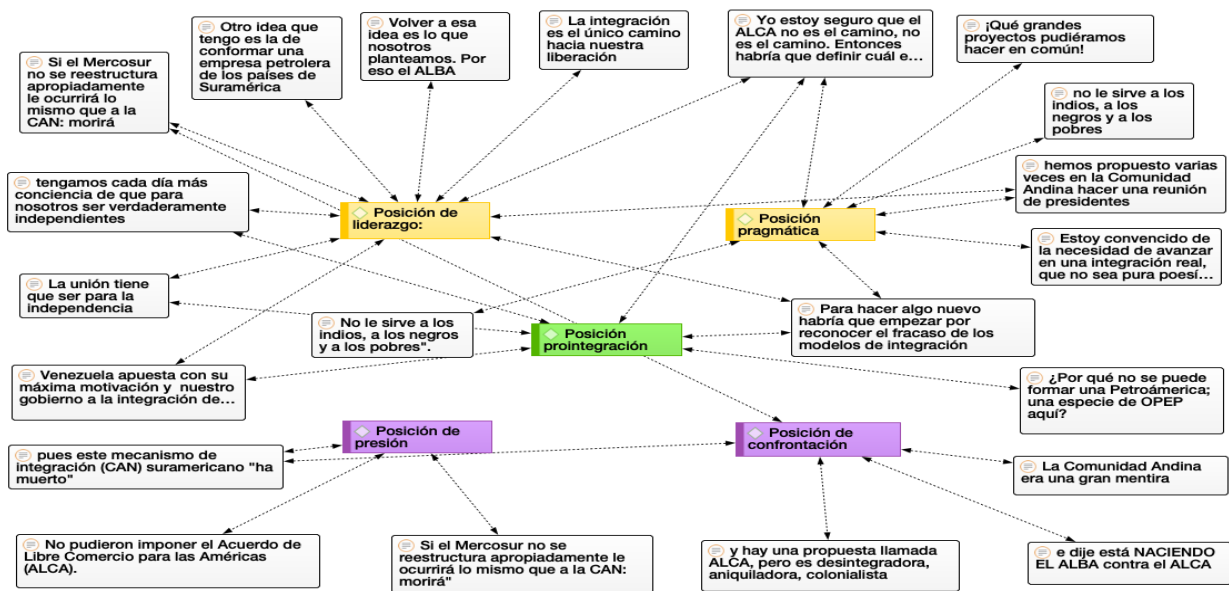 Otro idea que
tengo es la de
conformar una
empresa petrolera
de los países de
Suramérica
Volver a esa
idea es lo que
nosotros
planteamos. Por
eso el ALBA
La integración
es el único camino
hacia nuestra
liberación
Yo estoy seguro que el
ALCA no es el camino, no
es el camino. Entonces
habría que definir cuál e...
¡Qué grandes
proyectos pudiéramos
hacer en común!
Si el Mercosur
no se reestructura
apropiadamente
le ocurrirá lo
mismo que a la
CAN: morirá
no le sirve a los
indios, a los
negros y a los
pobres
tengamos cada día más
conciencia de que para
nosotros ser verdaderamente
independientes
hemos propuesto varias
veces en la Comunidad
Andina hacer una reunión
de presidentes
Posición de
liderazgo:
Posición
pragmática
Estoy convencido de
la necesidad de avanzar
en una integración real,
que no sea pura poesí...
La unión tiene
que ser para la
independencia
No le sirve a los
indios, a los negros
y a los pobres".
Posición
prointegración
Para hacer algo nuevo
habría que empezar por
reconocer el fracaso de los
modelos de integración
Venezuela apuesta con su
máxima motivación y nuestro
gobierno a la integración de...
¿Por qué no se puede
formar una Petroámerica;
una especie de OPEP
aquí?
Posición de
presión
Posición de
confrontación
pues este mecanismo de
integración (CAN) suramericano "ha
muerto"
La Comunidad Andina
era una gran mentira
No pudieron imponer el Acuerdo de
Libre Comercio para las Américas
(ALCA).
Si el Mercosur no se
reestructura apropiadamente le
ocurrirá lo mismo que a la CAN:
morirá"
y hay una propuesta llamada
ALCA, pero es desintegradora,
aniquiladora, colonialista
e dije está NACIENDO
EL ALBA contra el ALCA